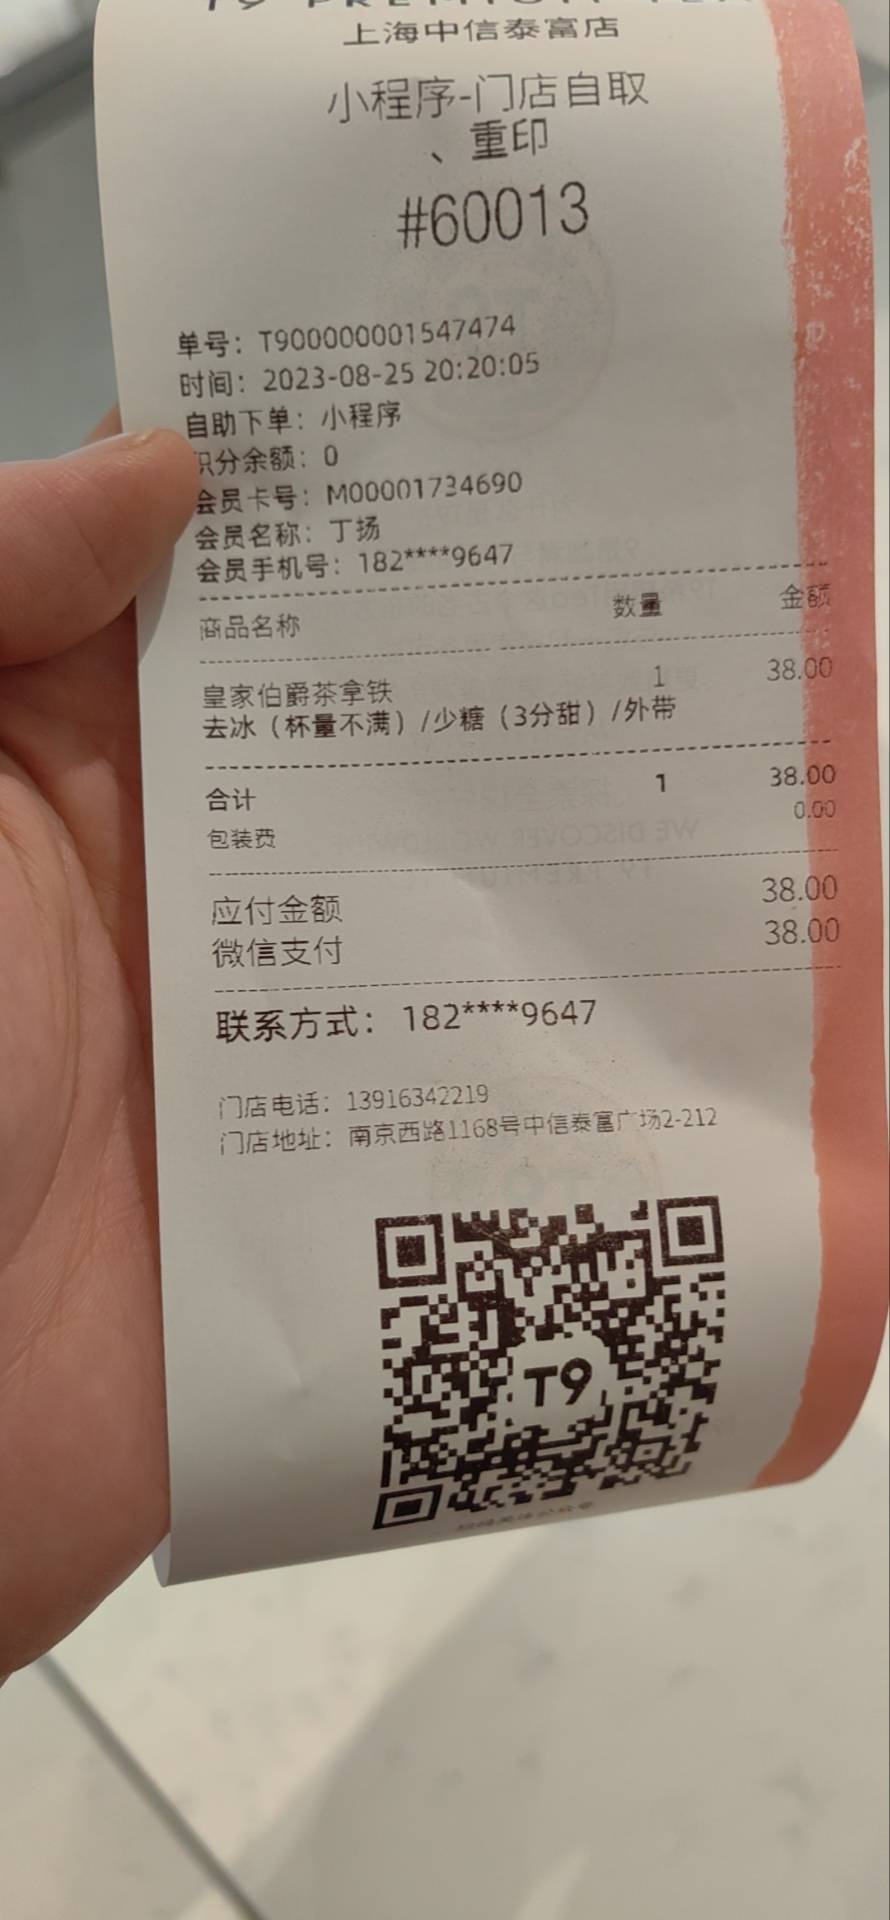 T9 PREMIUM TEA
上海中信泰富店
小程序-门店自取
、重印
#60013
单号：T900000001547474
时间：2023-08-25 20:20:05
自助下单：小程序
积分余额：0
会员卡号：M00001734690
会员名称：丁扬
会员手机号：182****9647
商品名称 数量 金额
皇家伯爵茶拿铁 1 38.00
去冰（杯量不满）/少糖（3分甜）/外带
合计 1 38.00
包装费 0.00
应付金额 38.00
微信支付 38.00
联系方式：182****9647
门店电话：13916342219
门店地址：南京西路1168号中信泰富广场2-212
T9